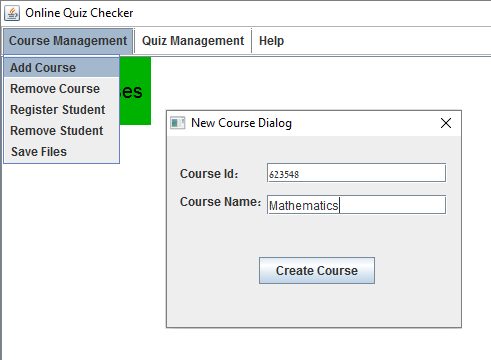 Online Quiz Checker
Course Management Quiz Management Help
Add Course
Remove Course
Register Student
Remove Student
Save Files
New Course Dialog
Course Id:
623548
Course Name:
Mathematics
Create Course